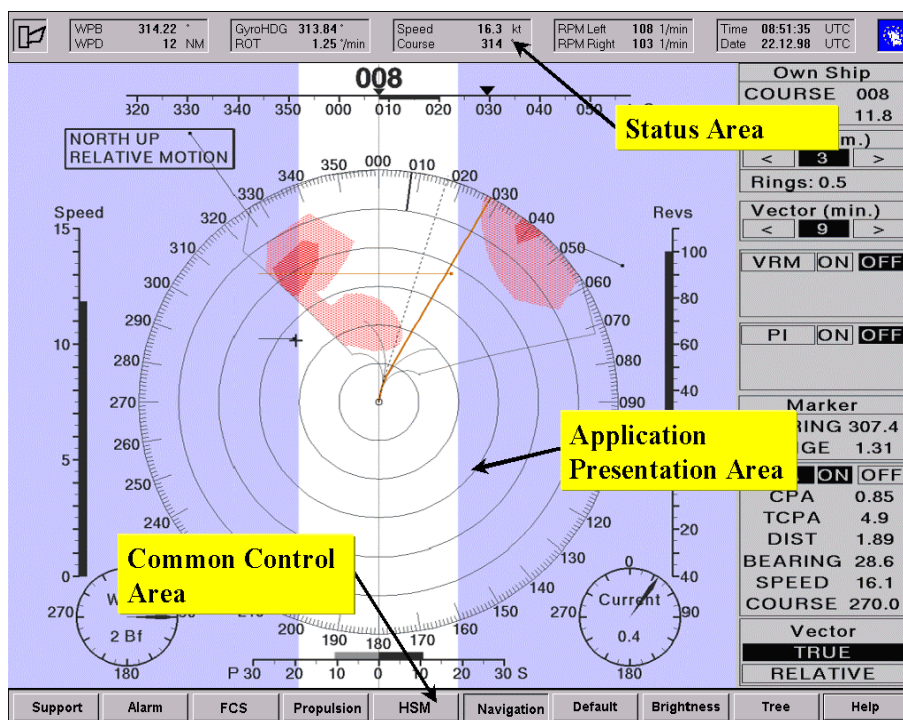 WPB 314.22 °
WPD 12 NM
GyroHDG 313.84 °
ROT 1.25 °/min
Speed 16.3 kt
Course 314 °
RPM Left 108 1/min
RPM Right 103 1/min
Time 08:51:35 UTC
Date 22.12.98 UTC
008
320 330 340 350 000 010 020 030 040 050
NORTH UP
RELATIVE MOTION
Status Area
Own Ship
COURSE 008
11.8
m.)
< 3 >
Rings: 0.5
Vector (min.)
< 9 >
VRM ON OFF
PI ON OFF
Marker
RING 307.4
GE 1.31
ON OFF
CPA 0.85
TCPA 4.9
DIST 1.89
BEARING 28.6
SPEED 16.1
COURSE 270.0
Vector
TRUE
RELATIVE
Speed
15
10
5
0
Revs
100
80
60
40
20
0
-20
-40
000 010 020 030 040 050 060 070 090 120 140 150 160 170 180 190 200 210 240 250 260 270 280 290 300 310 320 330 340 350
Application
Presentation Area
Common Control
Area
W
270
2 Bf
180
0
Current
270 90
0.4
180
P 30 20 10 0 10 20 30 S
Support Alarm FCS Propulsion HSM Navigation Default Brightness Tree Help